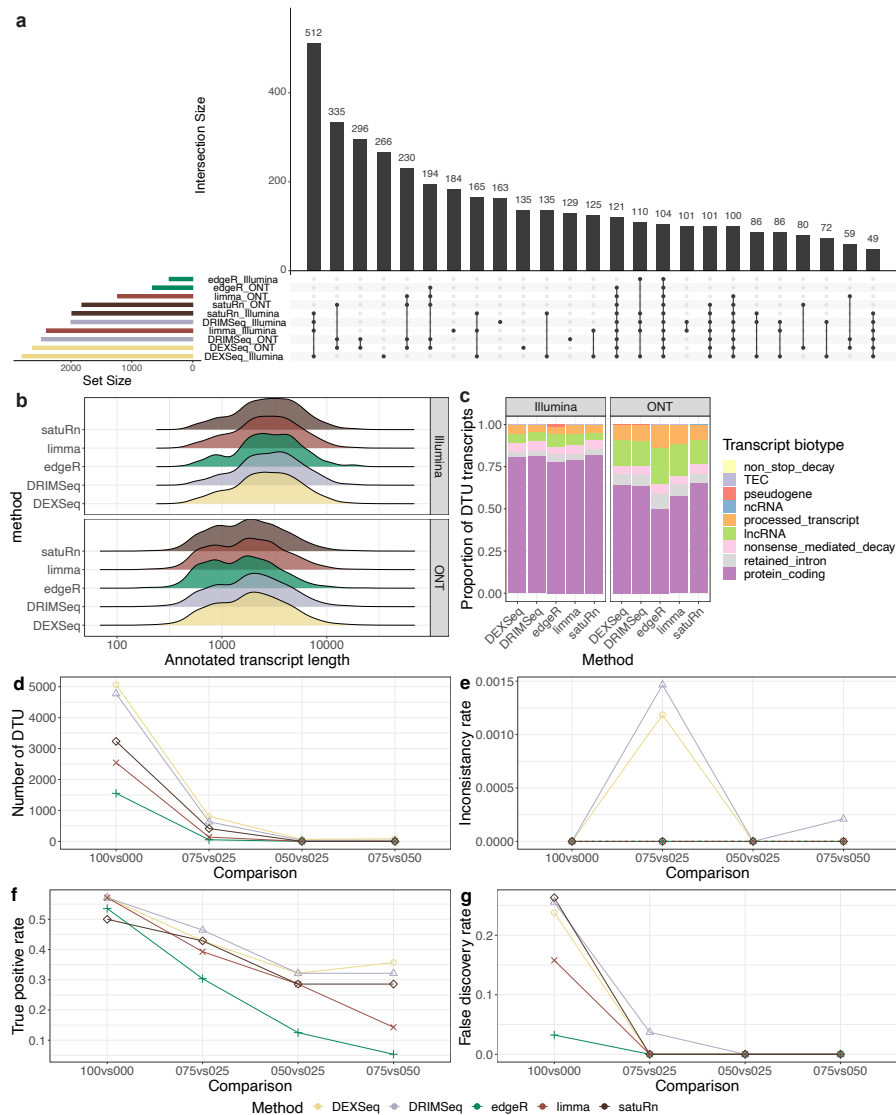 a
512
335
296
266
230
194
184
165
163
135
135
129
125
121
110
104
101
101
100
86
86
80
72
59
49
Intersection Size
400
200
0
edgeR_Illumina
edgeR_ONT
limma_ONT
satuRn_ONT
satuRn_Illumina
DRIMSeq_Illumina
limma_Illumina
DRIMSeq_ONT
DEXSeq_ONT
DEXSeq_Illumina
2000 1000 0
Set Size
b
method
satuRn
limma
edgeR
DRIMSeq
DEXSeq
Illumina
satuRn
limma
edgeR
DRIMSeq
DEXSeq
ONT
100 1000 10000
Annotated transcript length
c
Illumina ONT
Proportion of DTU transcripts
1.00
0.75
0.50
0.25
0.00
DEXSeq DRIMSeq edgeR limma satuRn DEXSeq DRIMSeq edgeR limma satuRn
Method
Transcript biotype
non_stop_decay
TEC
pseudogene
ncRNA
processed_transcript
lncRNA
nonsense_mediated_decay
retained_intron
protein_coding
d
Number of DTU
5000
4000
3000
2000
1000
0
100vs000 075vs025 050vs025 075vs050
Comparison
e
Inconsistancy rate
0.0015
0.0010
0.0005
0.0000
100vs000 075vs025 050vs025 075vs050
Comparison
f
True positive rate
0.5
0.4
0.3
0.2
0.1
100vs000 075vs025 050vs025 075vs050
Comparison
g
False discovery rate
0.2
0.1
0.0
100vs000 075vs025 050vs025 075vs050
Comparison
Method DEXSeq DRIMSeq edgeR limma satuRn